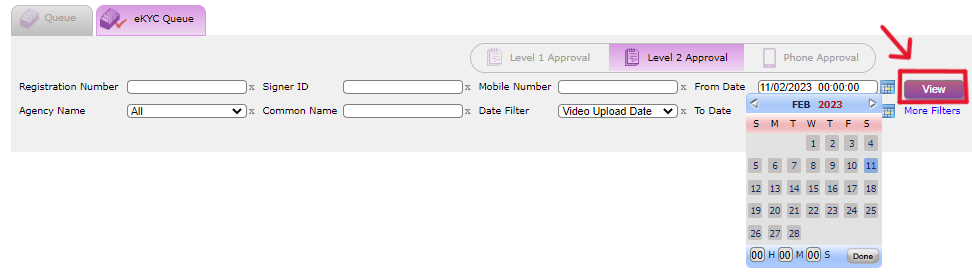 Queue
eKYC Queue
Level 1 Approval
Level 2 Approval
Phone Approval
Registration Number x Signer ID x Mobile Number x From Date 11/02/2023 00:00:00 View
Agency Name All x Common Name x Date Filter Video Upload Date x To Date More Filters
FEB 2023
S M T W T F S
1 2 3 4
5 6 7 8 9 10 11
12 13 14 15 16 17 18
19 20 21 22 23 24 25
26 27 28
00 H 00 M 00 S Done